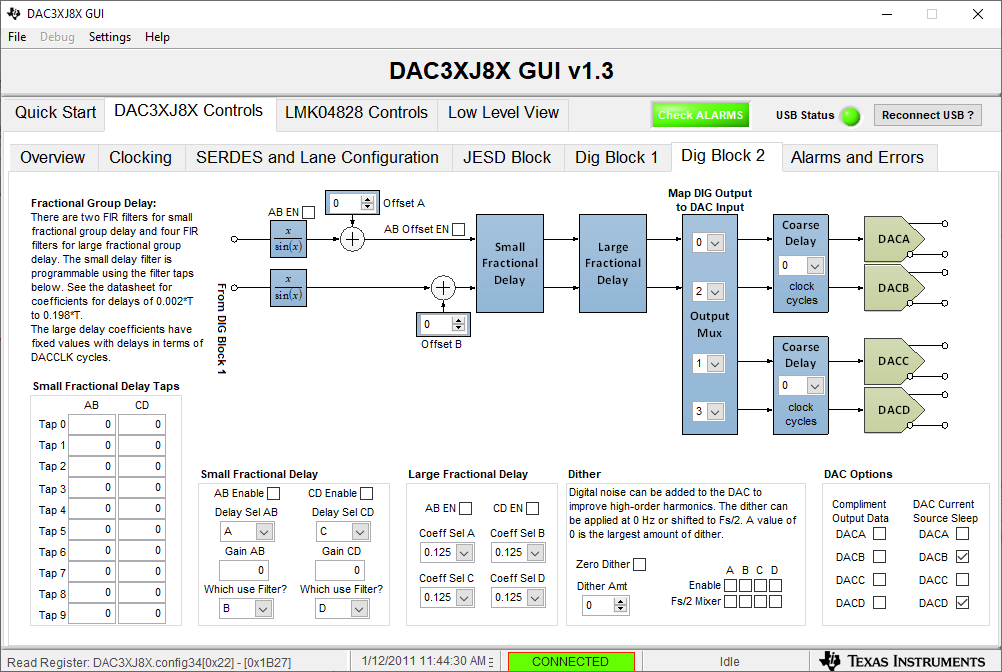 DAC3XJ8X GUI
File Debug Settings Help
DAC3XJ8X GUI v1.3
Quick Start DAC3XJ8X Controls LMK04828 Controls Low Level View
Check ALARMS USB Status Reconnect USB ?
Overview Clocking SERDES and Lane Configuration JESD Block Dig Block 1 Dig Block 2 Alarms and Errors
Fractional Group Delay:
There are two FIR filters for small
fractional group delay and four FIR
filters for large fractional group
delay. The small delay filter is
programmable using the filter taps
below. See the datasheet for
coefficients for delays of 0.002*T
to 0.198*T.
The large delay coefficients have
fixed values with delays in terms of
DACCLK cycles.
From DIG Block 1
AB EN
x
sin(x)
x
sin(x)
0 Offset A
AB Offset EN
0
Offset B
Small
Fractional
Delay
Large
Fractional
Delay
Map DIG Output
to DAC Input
0
2
Output
Mux
1
3
Coarse
Delay
0
clock
cycles
Coarse
Delay
0
clock
cycles
DACA
DACB
DACC
DACD
Small Fractional Delay Taps
AB CD
Tap 0 0 0
Tap 1 0 0
Tap 2 0 0
Tap 3 0 0
Tap 4 0 0
Tap 5 0 0
Tap 6 0 0
Tap 7 0 0
Tap 8 0 0
Tap 9 0 0
Small Fractional Delay
AB Enable CD Enable
Delay Sel AB Delay Sel CD
A C
Gain AB Gain CD
0 0
Which use Filter? Which use Filter?
B D
Large Fractional Delay
AB EN CD EN
Coeff Sel A Coeff Sel B
0.125 0.125
Coeff Sel C Coeff Sel D
0.125 0.125
Dither
Digital noise can be added to the DAC to
improve high-order harmonics. The dither can
be applied at 0 Hz or shifted to Fs/2. A value of
0 is the largest amount of dither.
Zero Dither
Dither Amt
0
A B C D
Enable
Fs/2 Mixer
DAC Options
Compliment DAC Current
Output Data Source Sleep
DACA DACA
DACB DACB
DACC DACC
DACD DACD
Read Register: DAC3XJ8X.config34[0x22] - [0x1B27] 1/12/2011 11:44:30 AM CONNECTED Idle TEXAS INSTRUMENTS